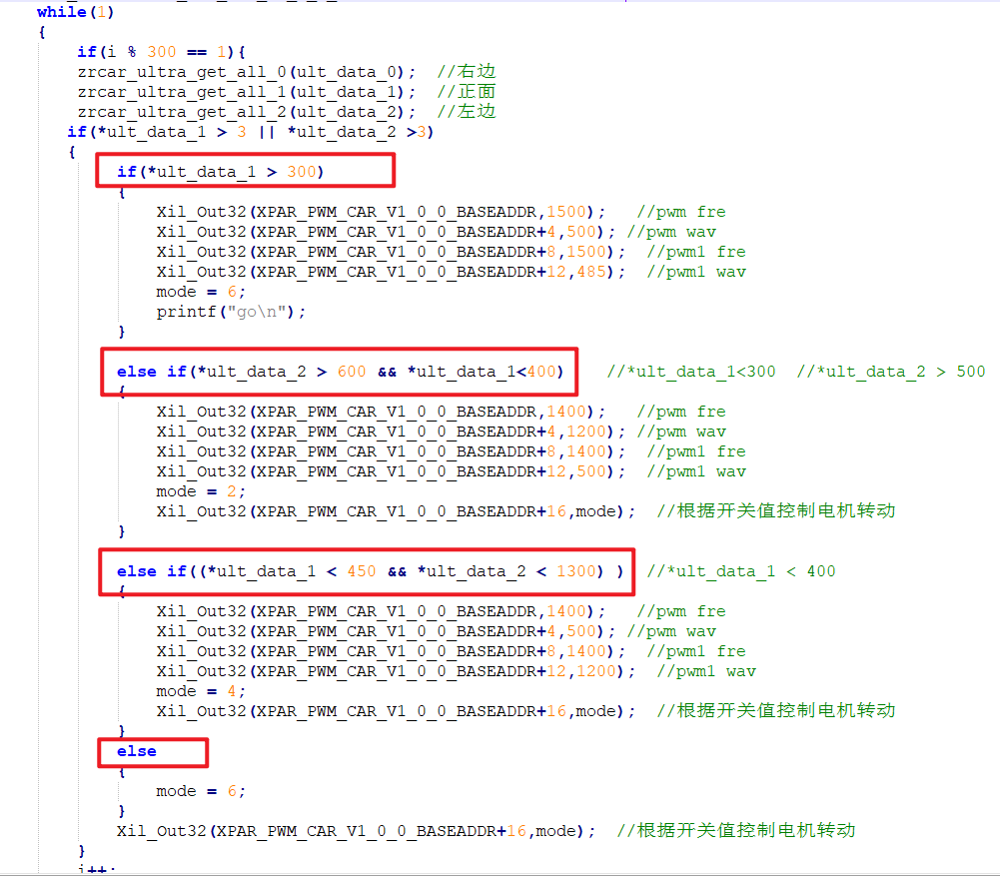 while(1)
{
if(i % 300 == 1){
zrcar_ultra_get_all_0(ult_data_0);  //右边
zrcar_ultra_get_all_1(ult_data_1);  //正面
zrcar_ultra_get_all_2(ult_data_2);  //左边
if(*ult_data_1 > 3 || *ult_data_2 >3)
{
if(*ult_data_1 > 300)
{
Xil_Out32(XPAR_PWM_CAR_V1_0_0_BASEADDR,1500);   //pwm fre
Xil_Out32(XPAR_PWM_CAR_V1_0_0_BASEADDR+4,500); //pwm wav
Xil_Out32(XPAR_PWM_CAR_V1_0_0_BASEADDR+8,1500);  //pwm1 fre
Xil_Out32(XPAR_PWM_CAR_V1_0_0_BASEADDR+12,485);  //pwm1 wav
mode = 6;
printf("go\n");
}
else if(*ult_data_2 > 600 && *ult_data_1<400)    //*ult_data_1<300  //*ult_data_2 > 500
{
Xil_Out32(XPAR_PWM_CAR_V1_0_0_BASEADDR,1400);   //pwm fre
Xil_Out32(XPAR_PWM_CAR_V1_0_0_BASEADDR+4,1200); //pwm wav
Xil_Out32(XPAR_PWM_CAR_V1_0_0_BASEADDR+8,1400);  //pwm1 fre
Xil_Out32(XPAR_PWM_CAR_V1_0_0_BASEADDR+12,500);  //pwm1 wav
mode = 2;
Xil_Out32(XPAR_PWM_CAR_V1_0_0_BASEADDR+16,mode);  //根据开关值控制电机转动
}
else if((*ult_data_1 < 450 && *ult_data_2 < 1300) )  //*ult_data_1 < 400
{
Xil_Out32(XPAR_PWM_CAR_V1_0_0_BASEADDR,1400);   //pwm fre
Xil_Out32(XPAR_PWM_CAR_V1_0_0_BASEADDR+4,500); //pwm wav
Xil_Out32(XPAR_PWM_CAR_V1_0_0_BASEADDR+8,1400);  //pwm1 fre
Xil_Out32(XPAR_PWM_CAR_V1_0_0_BASEADDR+12,1200);  //pwm1 wav
mode = 4;
Xil_Out32(XPAR_PWM_CAR_V1_0_0_BASEADDR+16,mode);  //根据开关值控制电机转动
}
else
{
mode = 6;
}
Xil_Out32(XPAR_PWM_CAR_V1_0_0_BASEADDR+16,mode);  //根据开关值控制电机转动
}
i++;